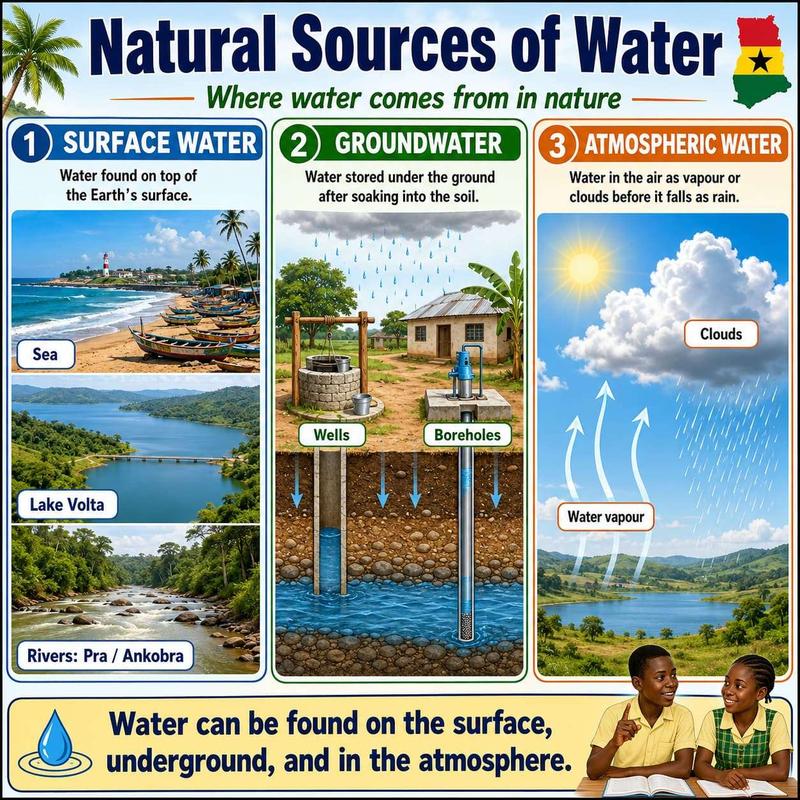 Natural Sources of Water
Where water comes from in nature
1 SURFACE WATER
Water found on top of
the Earth's surface.
Sea
Lake Volta
Rivers: Pra / Ankobra
2 GROUNDWATER
Water stored under the ground
after soaking into the soil.
Wells
Boreholes
3 ATMOSPHERIC WATER
Water in the air as vapour or
clouds before it falls as rain.
Clouds
Water vapour
Water can be found on the surface,
underground, and in the atmosphere.